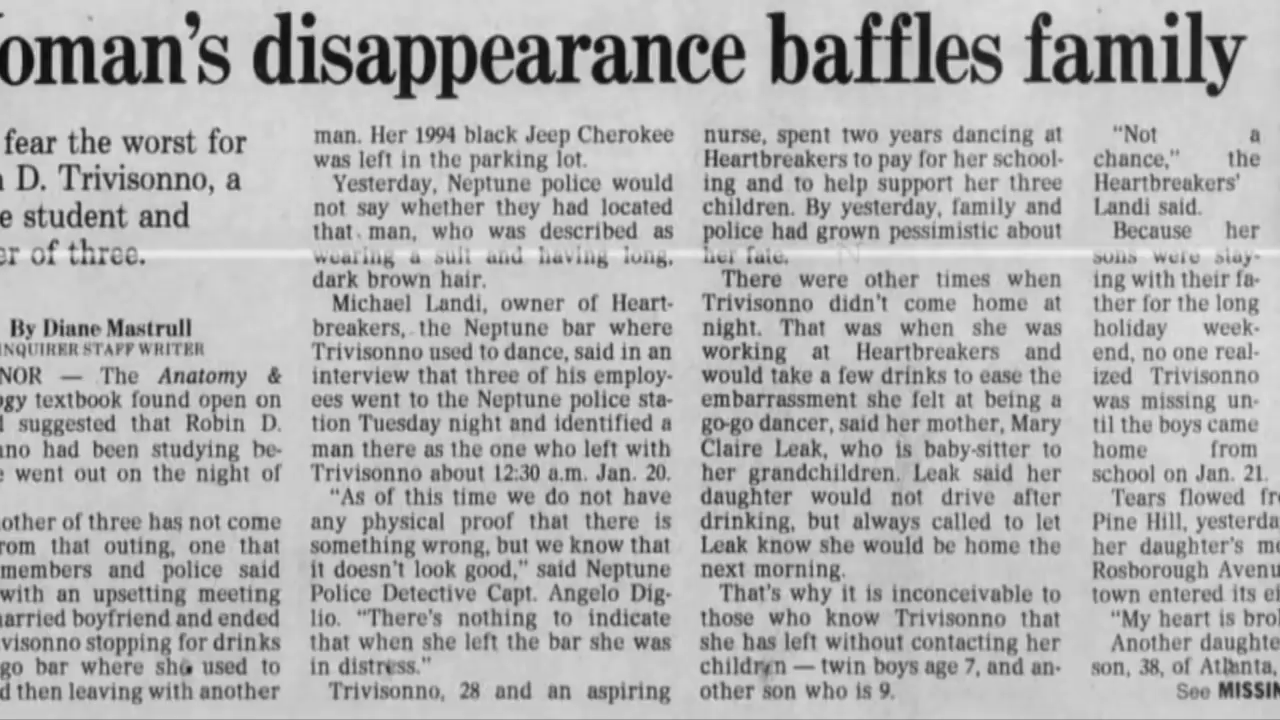 oman's disappearance baffles family
fear the worst for
D. Trivisonno, a
e student and
er of three.
By Diane Mastrull
INQUIRER STAFF WRITER
NOR — The Anatomy &
ogy textbook found open on
suggested that Robin D.
nno had been studying be-
e went out on the night of
other of three has not come
rom that outing, one that
members and police said
with an upsetting meeting
arried boyfriend and ended
visonno stopping for drinks
go bar where she used to
d then leaving with another
man. Her 1994 black Jeep Cherokee
was left in the parking lot.
Yesterday, Neptune police would
not say whether they had located
that man, who was described as
wearing a suit and having long,
dark brown hair.
Michael Landi, owner of Heart-
breakers, the Neptune bar where
Trivisonno used to dance, said in an
interview that three of his employ-
ees went to the Neptune police sta-
tion Tuesday night and identified a
man there as the one who left with
Trivisonno about 12:30 a.m. Jan. 20.
"As of this time we do not have
any physical proof that there is
something wrong, but we know that
it doesn't look good," said Neptune
Police Detective Capt. Angelo Dig-
lio. "There's nothing to indicate
that when she left the bar she was
in distress."
Trivisonno, 28 and an aspiring
nurse, spent two years dancing at
Heartbreakers to pay for her school-
ing and to help support her three
children. By yesterday, family and
police had grown pessimistic about
her fate.
There were other times when
Trivisonno didn't come home at
night. That was when she was
working at Heartbreakers and
would take a few drinks to ease the
embarrassment she felt at being a
go-go dancer, said her mother, Mary
Claire Leak, who is baby-sitter to
her grandchildren. Leak said her
daughter would not drive after
drinking, but always called to let
Leak know she would be home the
next morning.
That's why it is inconceivable to
those who know Trivisonno that
she has left without contacting her
children — twin boys age 7, and an-
other son who is 9.
"Not a
chance," the
Heartbreakers'
Landi said.
Because her
sons were stay-
ing with their fa-
ther for the long
holiday week-
end, no one real-
ized Trivisonno
was missing un-
til the boys came
home from
school on Jan. 21.
Tears flowed fr
Pine Hill, yesterda
her daughter's mo
Rosborough Avenu
town entered its ei
"My heart is brok
Another daughte
son, 38, of Atlanta,
See MISSIN